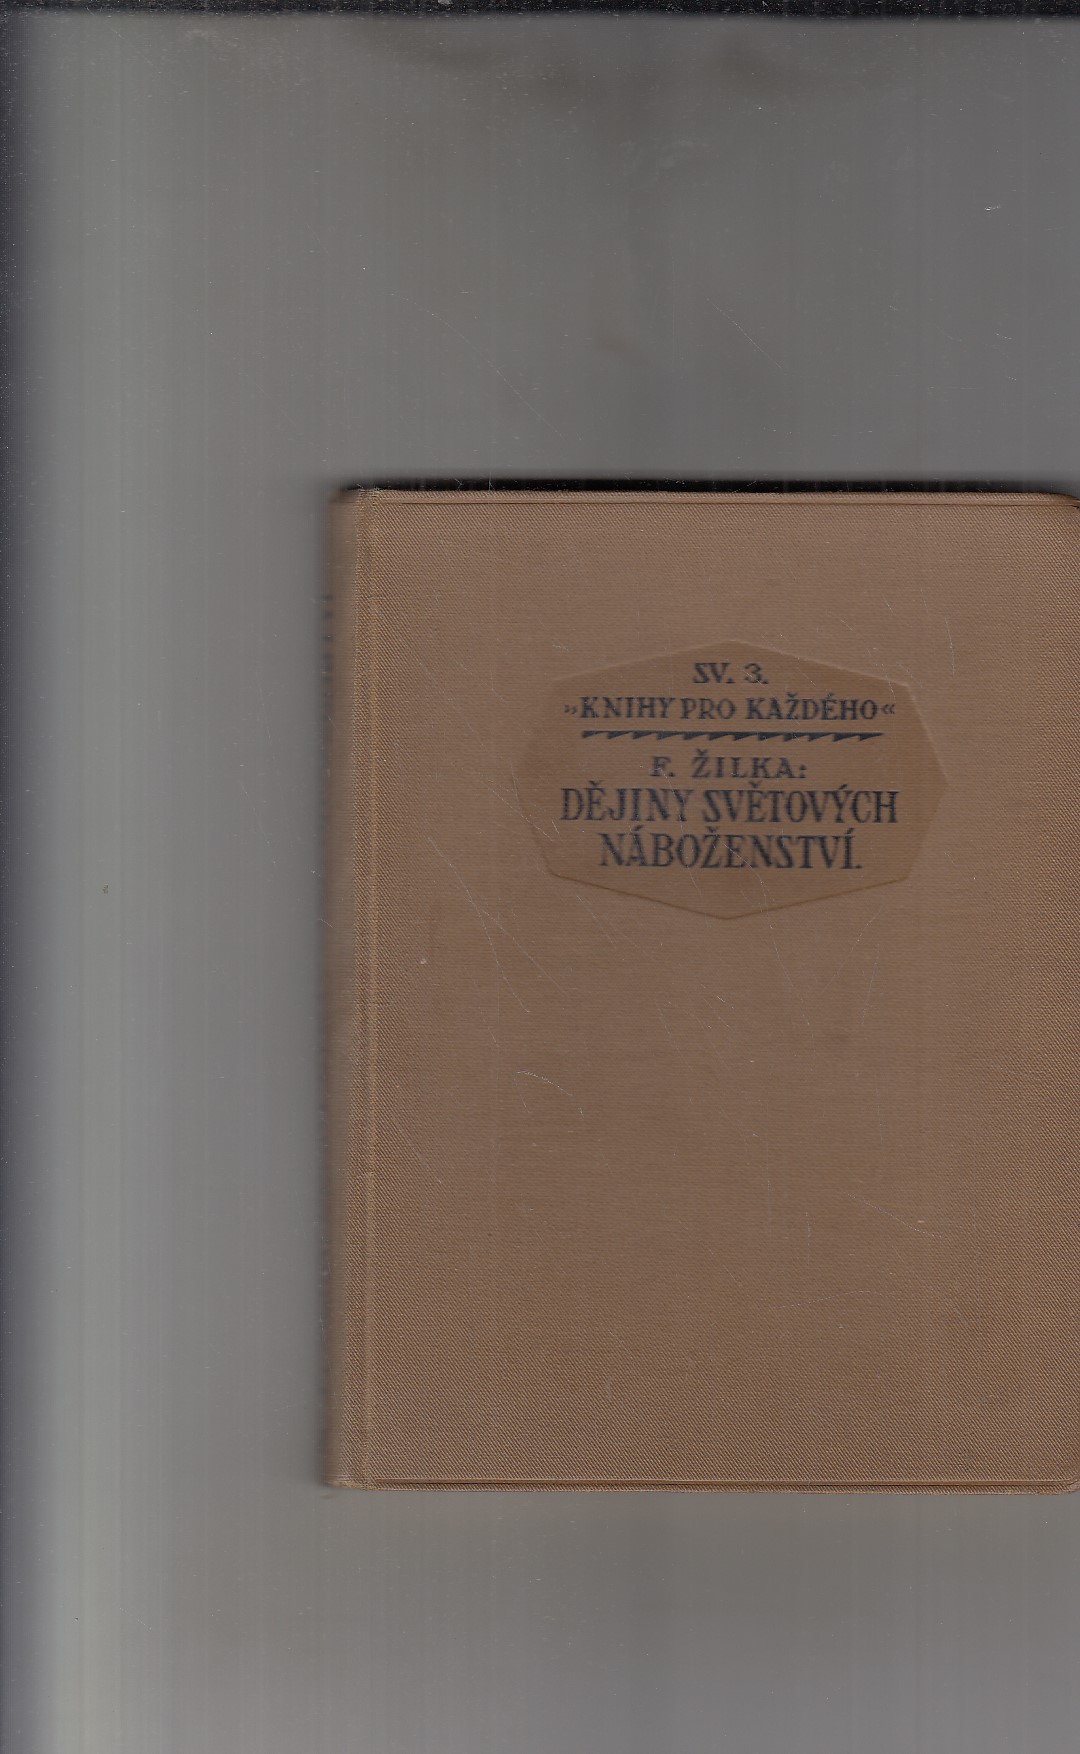 SV. 3.
»KNIHY PRO KAŽDÉHO«
F. ŽILKA:
DĚJINY SVĚTOVÝCH
NÁBOŽENSTVÍ.